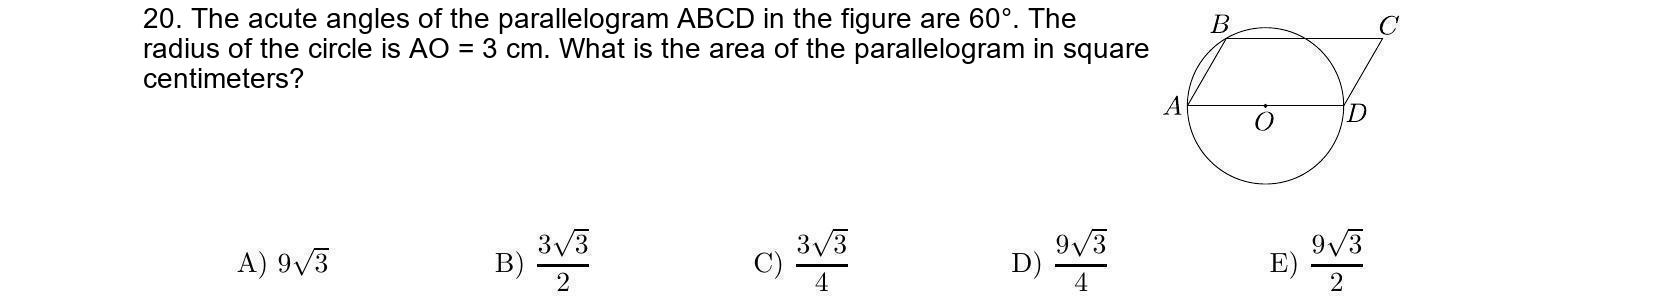 20. The acute angles of the parallelogram ABCD in the figure are 60°. The
radius of the circle is AO = 3 cm. What is the area of the parallelogram in square
centimeters?
B C
A O D
A) 9√3 B) 3√3/2 C) 3√3/4 D) 9√3/4 E) 9√3/2